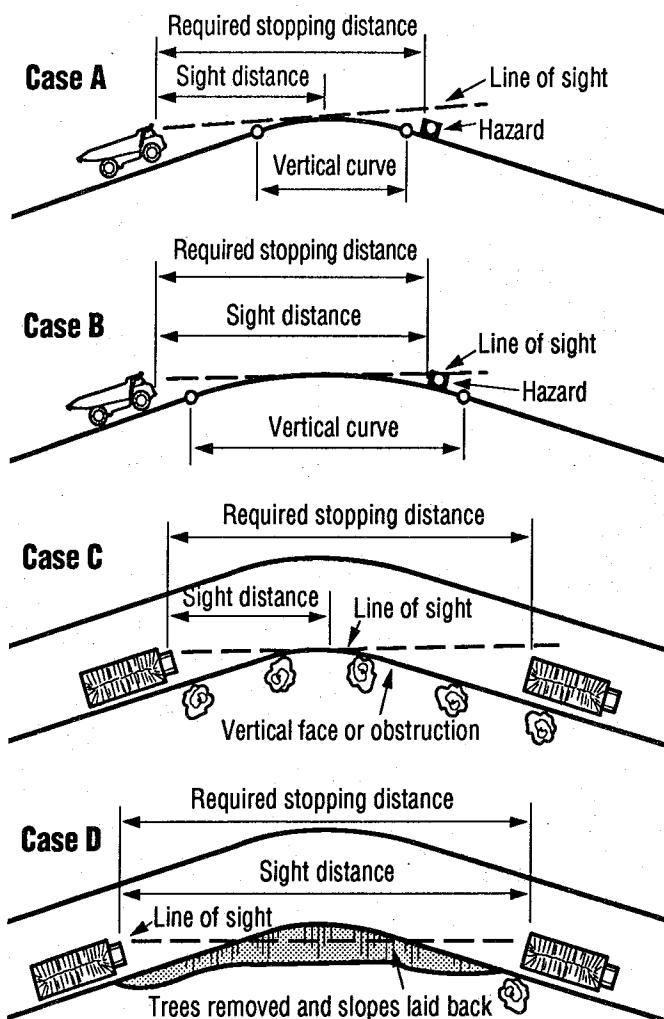 Required stopping distance
Case A
Sight distance
Line of sight
Hazard
Vertical curve
Required stopping distance
Case B
Sight distance
Line of sight
Hazard
Vertical curve
Required stopping distance
Case C
Sight distance
Line of sight
Vertical face or obstruction
Required stopping distance
Case D
Sight distance
Line of sight
Trees removed and slopes laid back